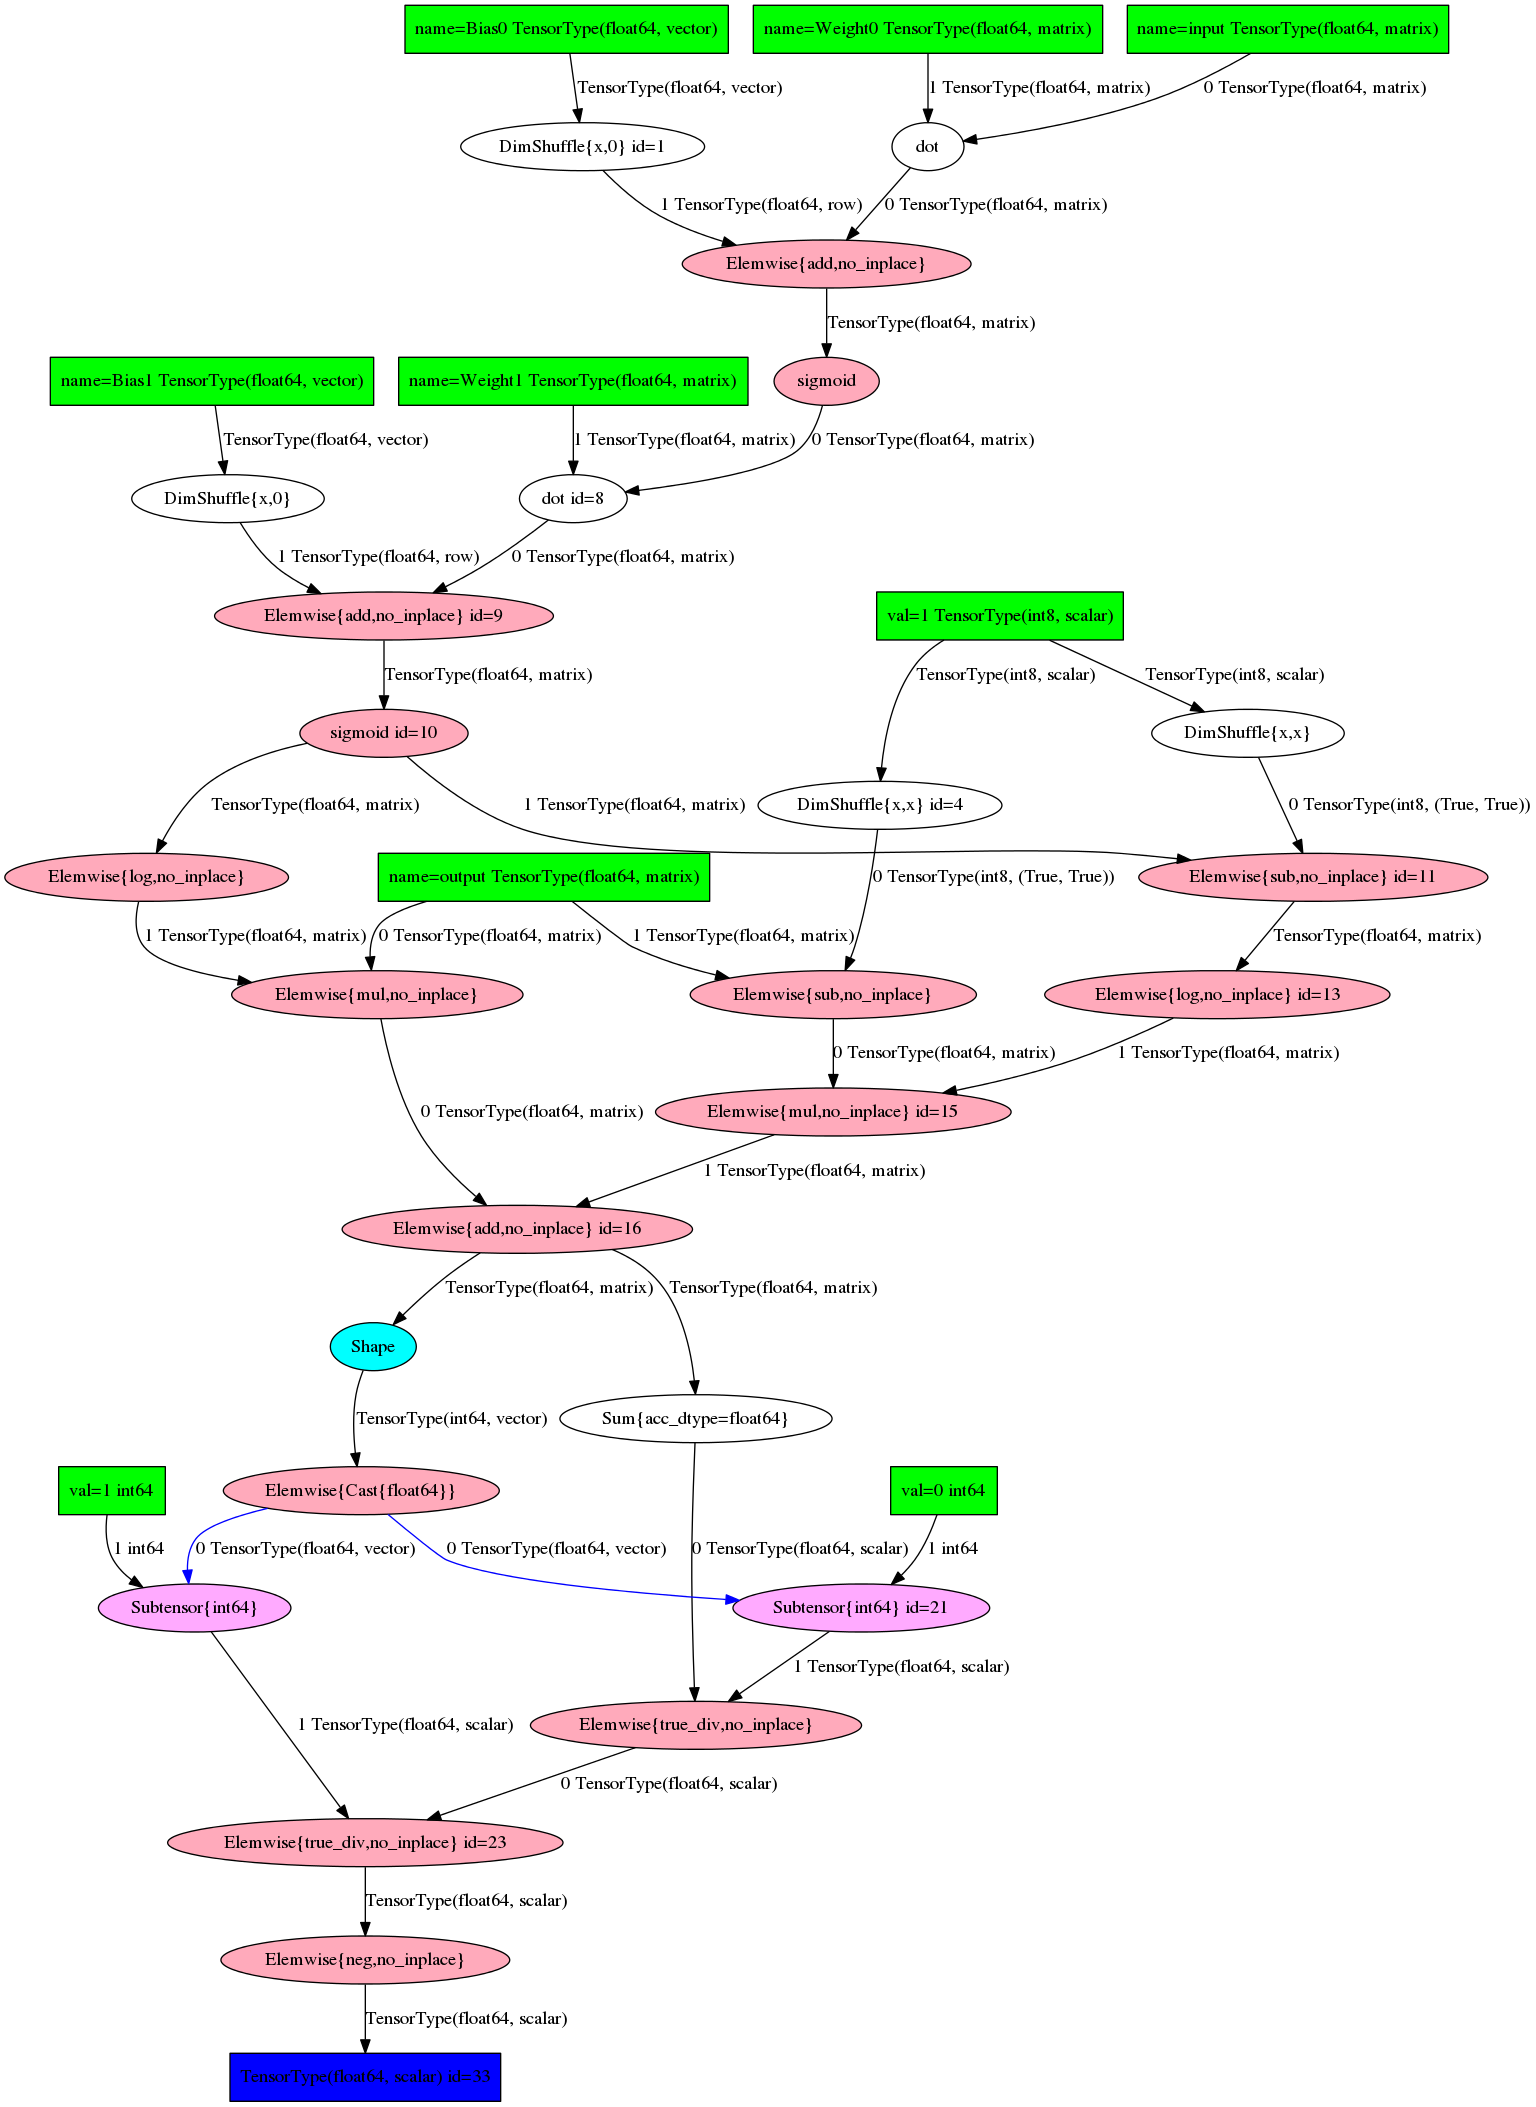 name=Bias0 TensorType(float64, vector)
name=Weight0 TensorType(float64, matrix)
name=input TensorType(float64, matrix)
TensorType(float64, vector)
1 TensorType(float64, matrix)
0 TensorType(float64, matrix)
DimShuffle{x,0} id=1
dot
1 TensorType(float64, row)
0 TensorType(float64, matrix)
Elemwise{add,no_inplace}
TensorType(float64, matrix)
name=Bias1 TensorType(float64, vector)
name=Weight1 TensorType(float64, matrix)
sigmoid
TensorType(float64, vector)
1 TensorType(float64, matrix)
0 TensorType(float64, matrix)
DimShuffle{x,0}
dot id=8
1 TensorType(float64, row)
0 TensorType(float64, matrix)
Elemwise{add,no_inplace} id=9
val=1 TensorType(int8, scalar)
TensorType(float64, matrix)
TensorType(int8, scalar)
TensorType(int8, scalar)
sigmoid id=10
DimShuffle{x,x}
TensorType(float64, matrix)
1 TensorType(float64, matrix)
DimShuffle{x,x} id=4
0 TensorType(int8, (True, True))
Elemwise{log,no_inplace}
name=output TensorType(float64, matrix)
0 TensorType(int8, (True, True))
Elemwise{sub,no_inplace} id=11
1 TensorType(float64, matrix)
0 TensorType(float64, matrix)
1 TensorType(float64, matrix)
TensorType(float64, matrix)
Elemwise{mul,no_inplace}
Elemwise{sub,no_inplace}
Elemwise{log,no_inplace} id=13
0 TensorType(float64, matrix)
1 TensorType(float64, matrix)
0 TensorType(float64, matrix)
Elemwise{mul,no_inplace} id=15
1 TensorType(float64, matrix)
Elemwise{add,no_inplace} id=16
TensorType(float64, matrix)
TensorType(float64, matrix)
Shape
TensorType(int64, vector)
Sum{acc_dtype=float64}
val=1 int64
Elemwise{Cast{float64}}
val=0 int64
1 int64
0 TensorType(float64, vector)
0 TensorType(float64, vector)
0 TensorType(float64, scalar)
1 int64
Subtensor{int64}
Subtensor{int64} id=21
1 TensorType(float64, scalar)
1 TensorType(float64, scalar)
Elemwise{true_div,no_inplace}
0 TensorType(float64, scalar)
Elemwise{true_div,no_inplace} id=23
TensorType(float64, scalar)
Elemwise{neg,no_inplace}
TensorType(float64, scalar)
TensorType(float64, scalar) id=33